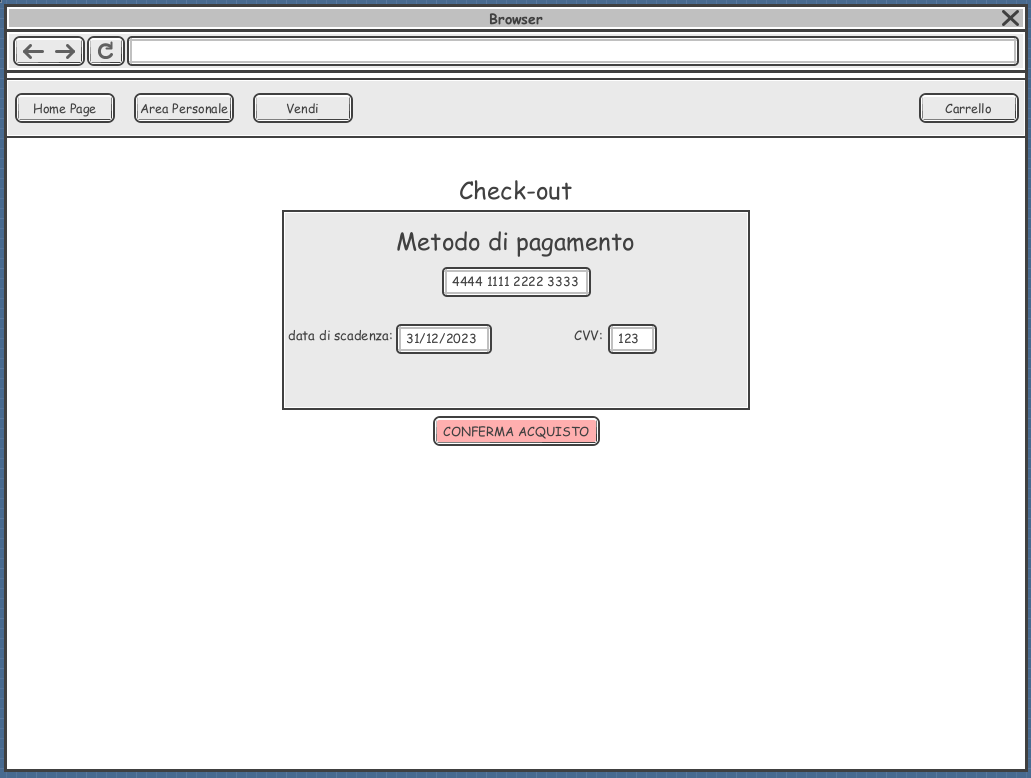 Browser
Home Page Area Personale Vendi Carrello
Check-out
Metodo di pagamento
4444 1111 2222 3333
data di scadenza: 31/12/2023 CVV: 123
CONFERMA ACQUISTO